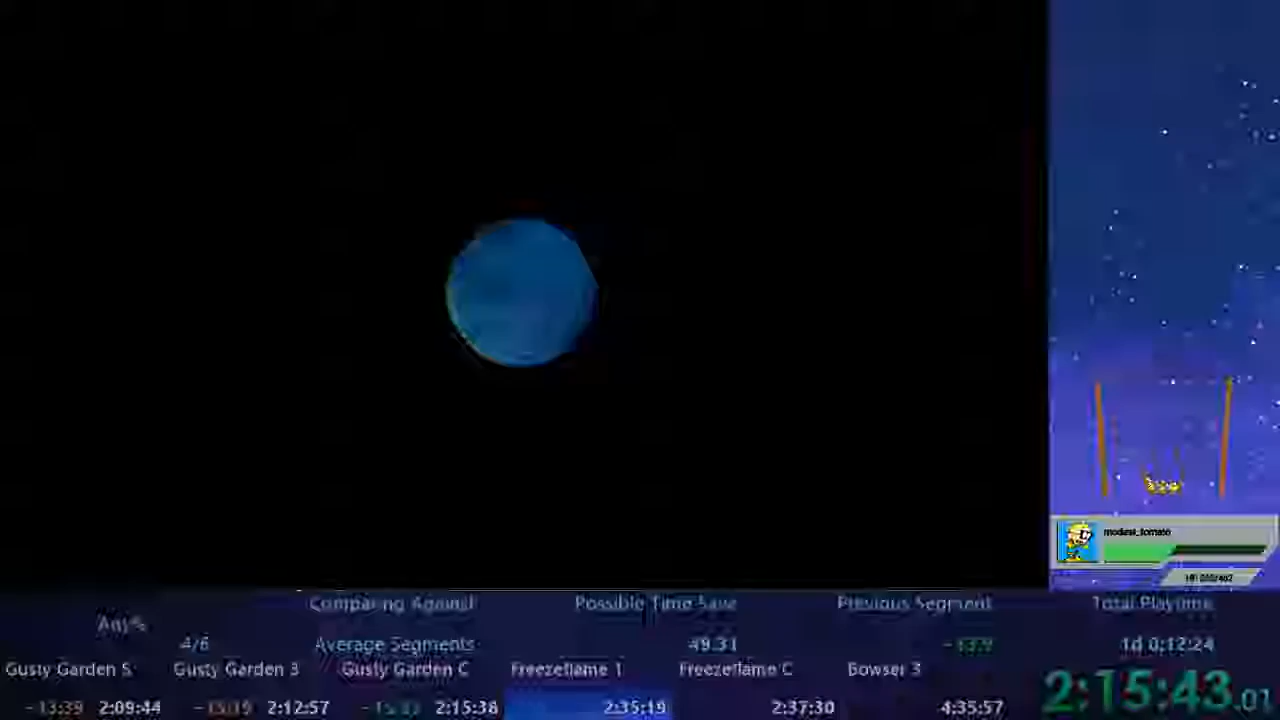 modest_tomato
Any%
4/6
Comparing Against
Average Segments
Possible Time Save
49.31
Previous Segment
Total Playtime
1d 0:12:24
Gusty Garden S
2:09:44
Gusty Garden 3
2:12:57
Gusty Garden C
2:15:38
Freezeflame 1
2:35:19
Freezeflame C
2:37:30
Bowser 3
4:35:57
2:15:43.01